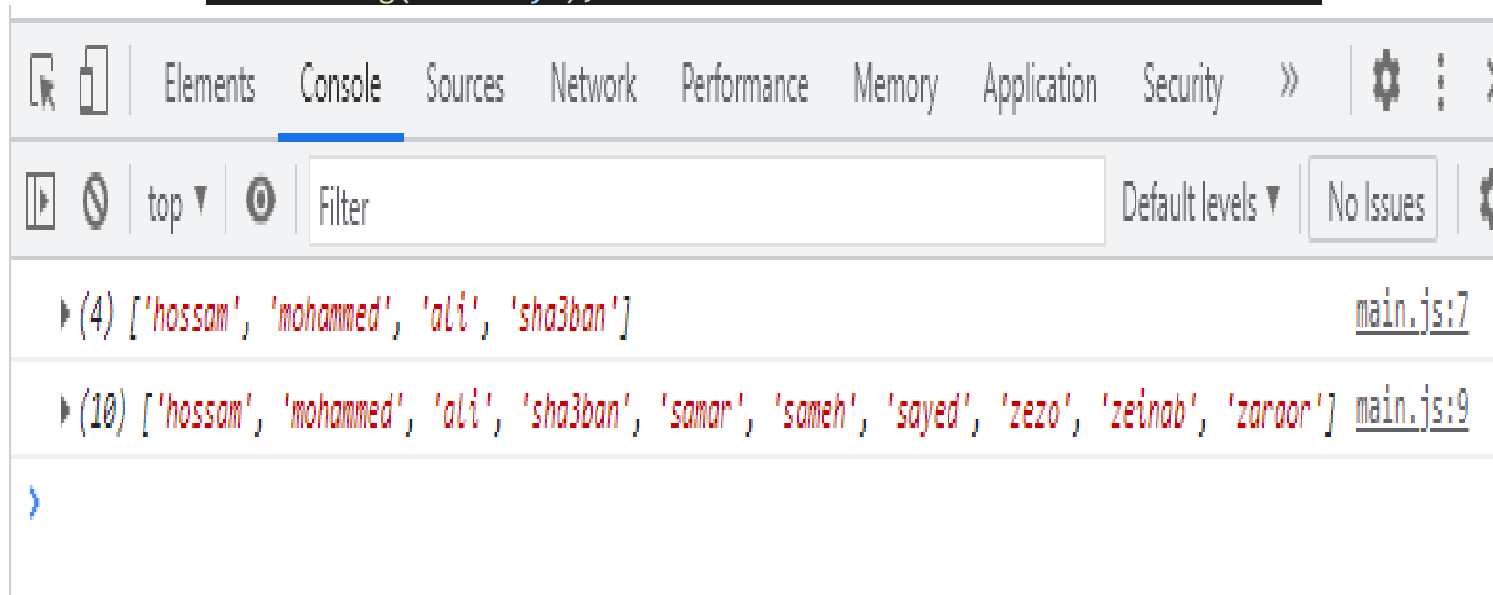 Elements Console Sources Network Performance Memory Application Security »
top ▼ Filter Default levels ▼ No Issues
(4) ['hossam', 'mohammed', 'ali', 'sha3ban'] main.js:7
(10) ['hossam', 'mohammed', 'ali', 'sha3ban', 'samar', 'sameh', 'sayed', 'zezo', 'zeinab', 'zaraor'] main.js:9